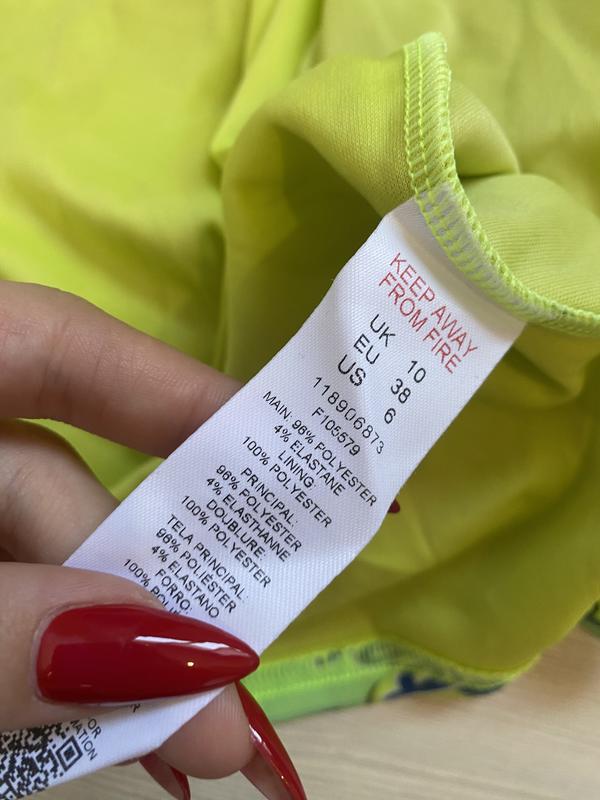 KEEP AWAY
FROM FIRE
UK 10
EU 38
US 6
118906873
F105579
MAIN: 96% POLYESTER
4% ELASTANE
LINING:
100% POLYESTER
PRINCIPAL:
96% POLYESTER
4% ELASTHANNE
DOUBLURE:
100% POLYESTER
TELA PRINCIPAL:
96% POLIÉSTER
4% ELASTANO
FORRO:
100%